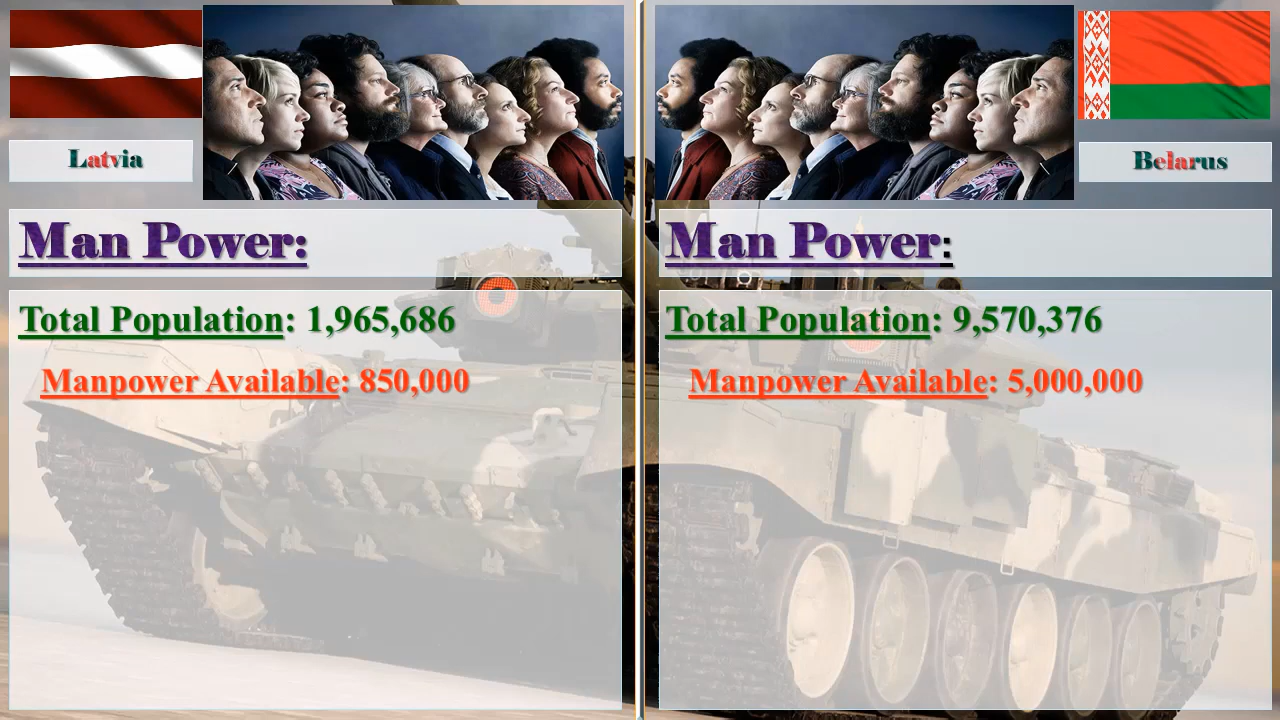 Latvia
Man Power:
Total Population: 1,965,686
Manpower Available: 850,000
Belarus
Man Power:
Total Population: 9,570,376
Manpower Available: 5,000,000